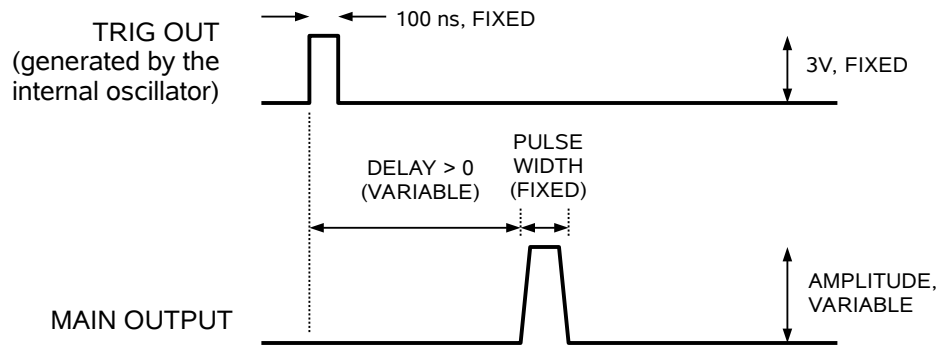 100 ns, FIXED
TRIG OUT
(generated by the
internal oscillator)
3V, FIXED
DELAY > 0
(VARIABLE)
PULSE
WIDTH
(FIXED)
AMPLITUDE,
VARIABLE
MAIN OUTPUT